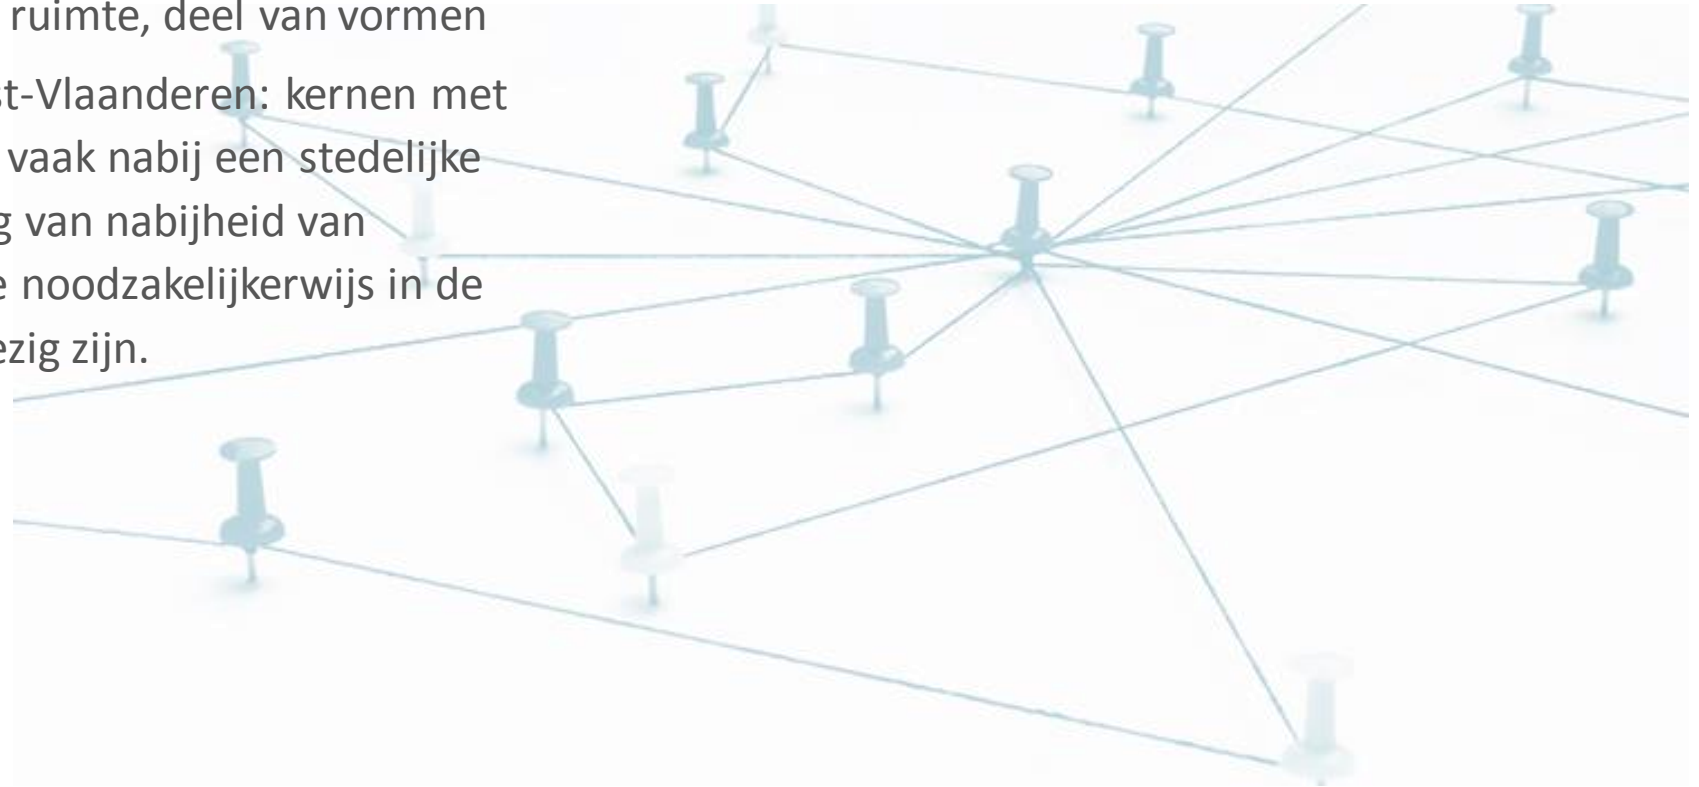 ruimte, deel van vormen
st-Vlaanderen: kernen met
vaak nabij een stedelijke
g van nabijheid van
e noodzakelijkerwijs in de
ezig zijn.